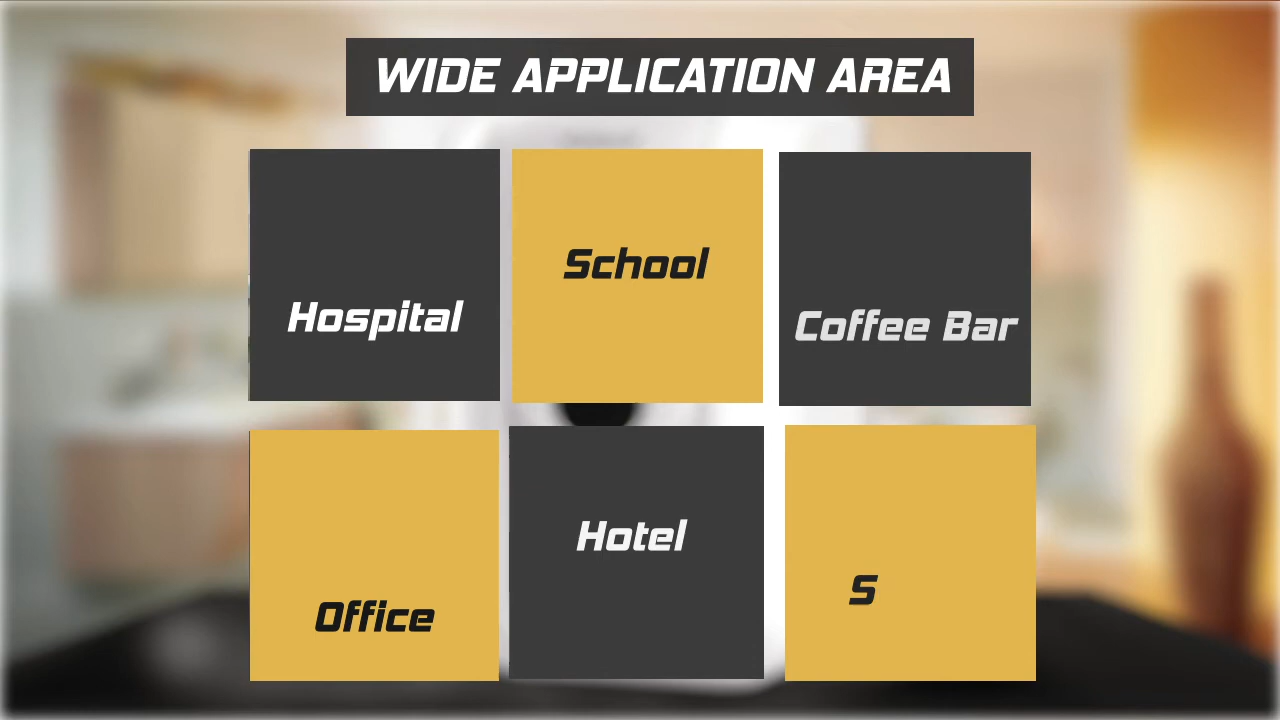 WIDE APPLICATION AREA
Hospital
School
Coffee Bar
Office
Hotel
S